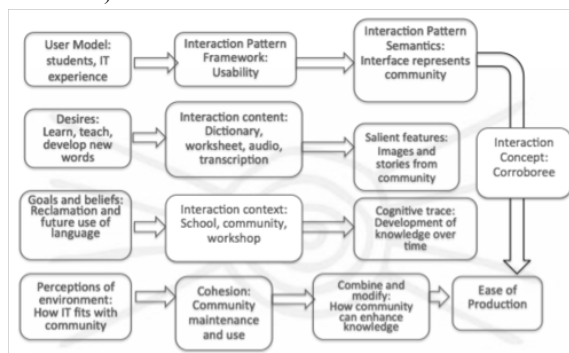 User Model:
students, IT
experience
Interaction Pattern
Framework:
Usability
Interaction Pattern
Semantics:
Interface represents
community
Desires:
Learn, teach,
develop new
words
Interaction content:
Dictionary,
worksheet, audio,
transcription
Salient features:
Images and
stories from
community
Interaction
Concept:
Corroboree
Goals and beliefs:
Reclamation and
future use of
language
Interaction context:
School, community,
workshop
Cognitive trace:
Development of
knowledge over
time
Perceptions of
environment:
How IT fits with
community
Cohesion:
Community
maintenance
and use
Combine and
modify:
How community
can enhance
knowledge
Ease of
Production